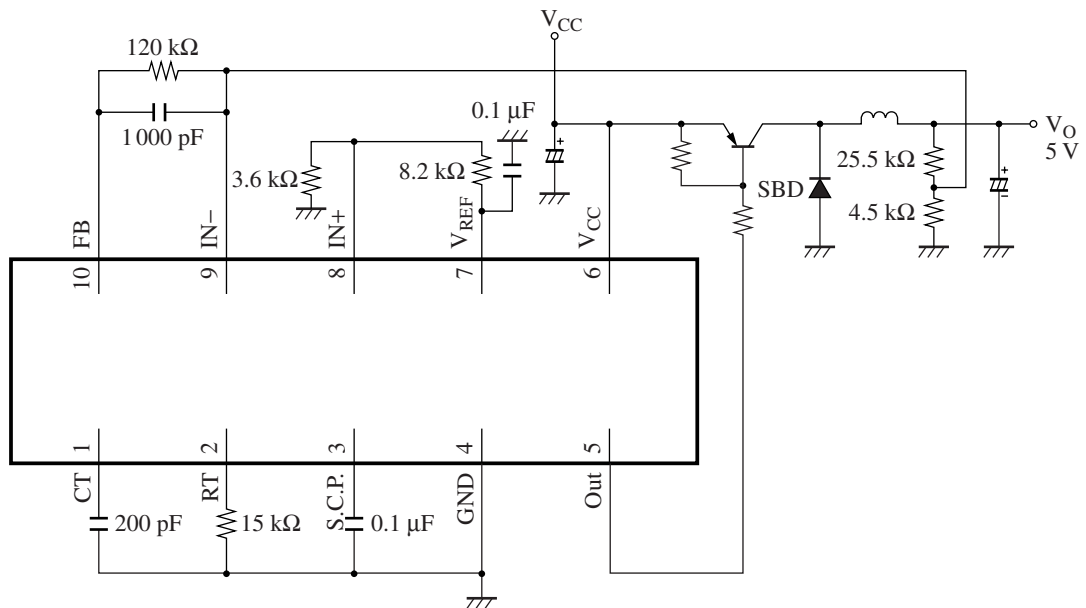 V_CC
120 kΩ
1 000 pF
0.1 μF
3.6 kΩ
8.2 kΩ
+
+
−
V_O
5 V
25.5 kΩ
4.5 kΩ
SBD
FB
IN−
IN+
V_REF
V_CC
10
9
8
7
6
1
2
3
4
5
CT
RT
S.C.P.
GND
Out
200 pF
15 kΩ
0.1 μF